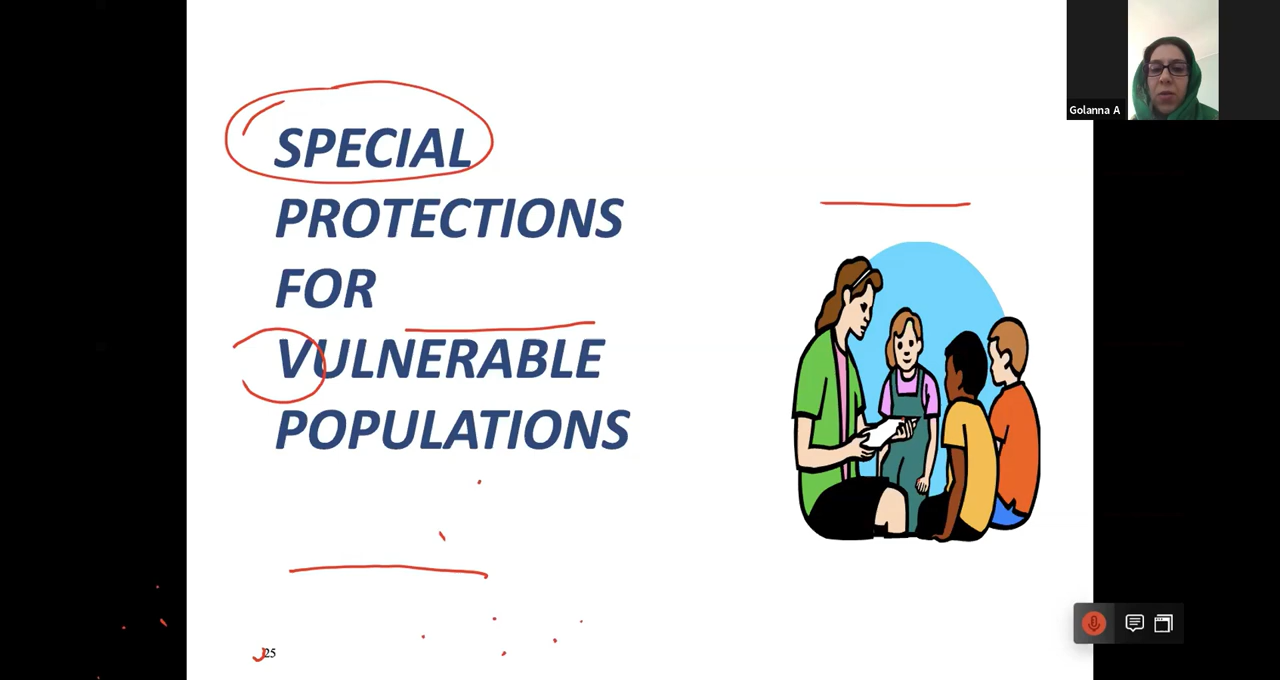 Golanna A
SPECIAL
PROTECTIONS
FOR
VULNERABLE
POPULATIONS
25